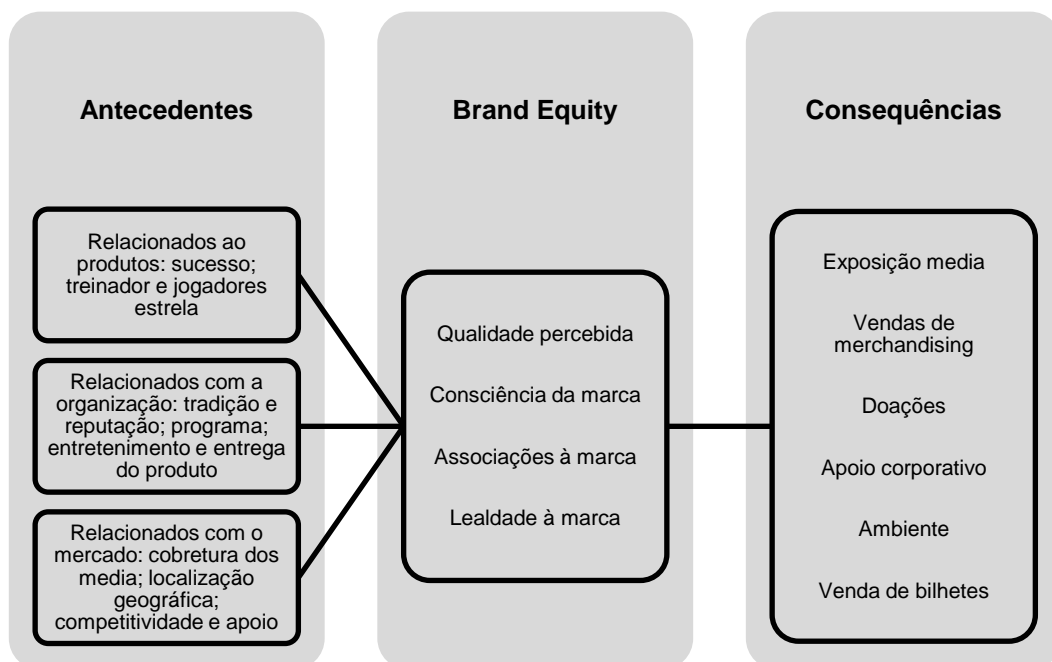 Antecedentes
Relacionados ao
produtos: sucesso;
treinador e jogadores
estrela
Relacionados com a
organização: tradição e
reputação; programa;
entretenimento e entrega
do produto
Relacionados com o
mercado: cobretura dos
media; localização
geográfica;
competitividade e apoio
Brand Equity
Qualidade percebida
Consciência da marca
Associações à marca
Lealdade à marca
Consequências
Exposição media
Vendas de
merchandising
Doações
Apoio corporativo
Ambiente
Venda de bilhetes